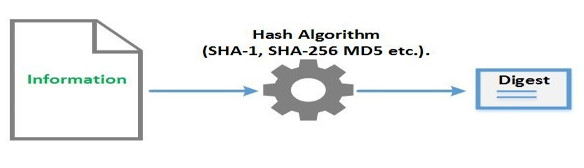 Hash Algorithm
(SHA-1, SHA-256 MD5 etc.).
Information
Digest